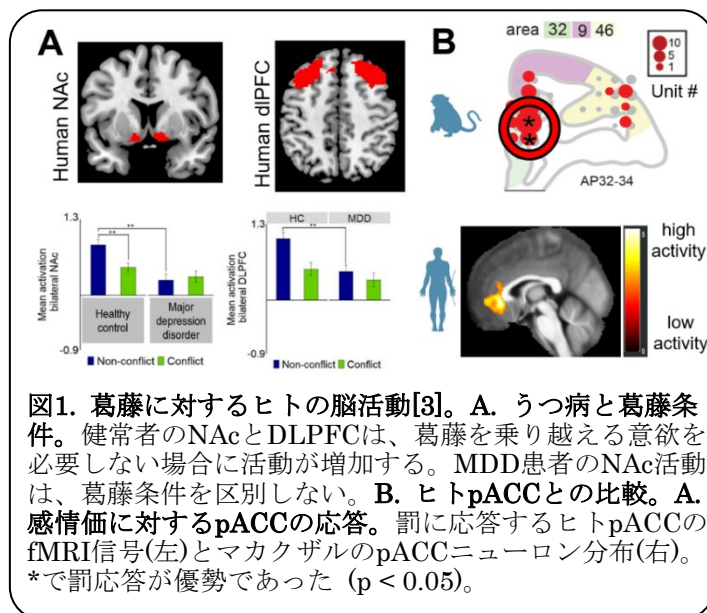 A
Human NAc
Human dlPFC
B
area 32 9 46
10
5
1
Unit #
AP32-34
1.3
-0.9
Mean activation
bilateral NAc
**
**
Healthy
control
Major
depression
disorder
Non-conflict Conflict
1.3
-0.9
Mean activation
bilateral DLPFC
HC MDD
**
Non-conflict Conflict
*
*
high
activity
low
activity
図1. 葛藤に対するヒトの脳活動[3]。A. うつ病と葛藤条
件。健常者のNAcとDLPFCは、葛藤を乗り越える意欲を
必要しない場合に活動が増加する。MDD患者のNAc活動
は、葛藤条件を区別しない。B. ヒトpACCとの比較。A.
感情価に対するpACCの応答。罰に応答するヒトpACCの
fMRI信号(左)とマカクザルのpACCニューロン分布(右)。
*で罰応答が優勢であった (p < 0.05)。